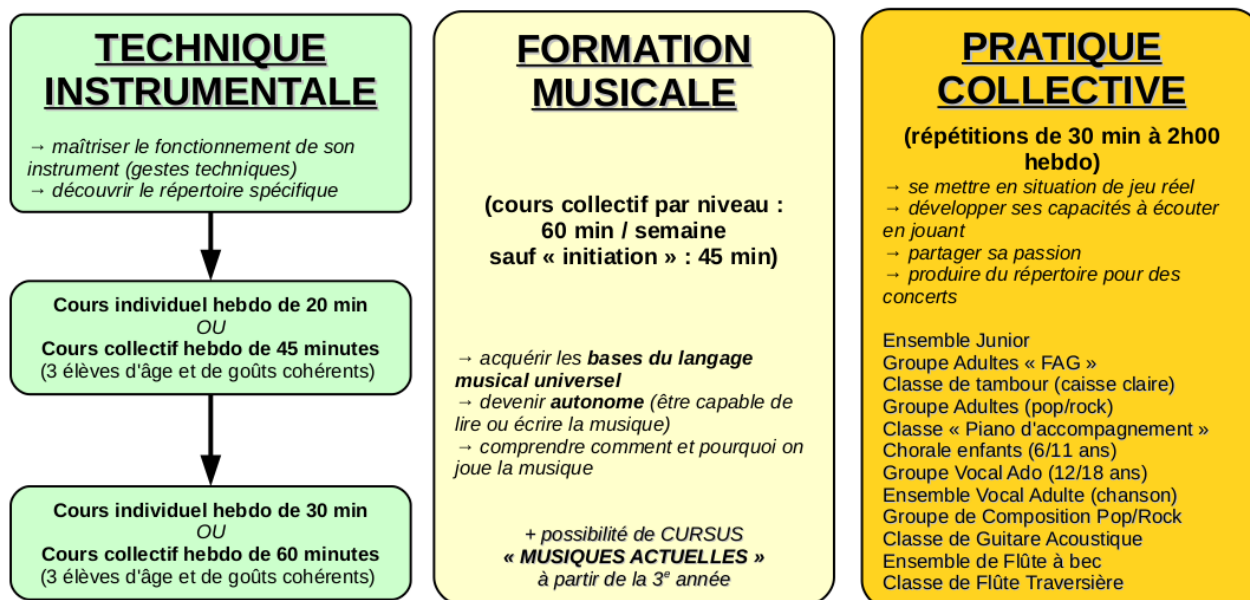 TECHNIQUE
INSTRUMENTALE
→ maîtriser le fonctionnement de son
instrument (gestes techniques)
→ découvrir le répertoire spécifique
Cours individuel hebdo de 20 min
OU
Cours collectif hebdo de 45 minutes
(3 élèves d'âge et de goûts cohérents)
Cours individuel hebdo de 30 min
OU
Cours collectif hebdo de 60 minutes
(3 élèves d'âge et de goûts cohérents)
FORMATION
MUSICALE
(cours collectif par niveau :
60 min / semaine
sauf « initiation » : 45 min)
→ acquérir les bases du langage
musical universel
→ devenir autonome (être capable de
lire ou écrire la musique)
→ comprendre comment et pourquoi on
joue la musique
+ possibilité de CURSUS
« MUSIQUES ACTUELLES »
à partir de la 3e année
PRATIQUE
COLLECTIVE
(répétitions de 30 min à 2h00
hebdo)
→ se mettre en situation de jeu réel
→ développer ses capacités à écouter
en jouant
→ partager sa passion
→ produire du répertoire pour des
concerts
Ensemble Junior
Groupe Adultes « FAG »
Classe de tambour (caisse claire)
Groupe Adultes (pop/rock)
Classe « Piano d'accompagnement »
Chorale enfants (6/11 ans)
Groupe Vocal Ado (12/18 ans)
Ensemble Vocal Adulte (chanson)
Groupe de Composition Pop/Rock
Classe de Guitare Acoustique
Ensemble de Flûte à bec
Classe de Flûte Traversière